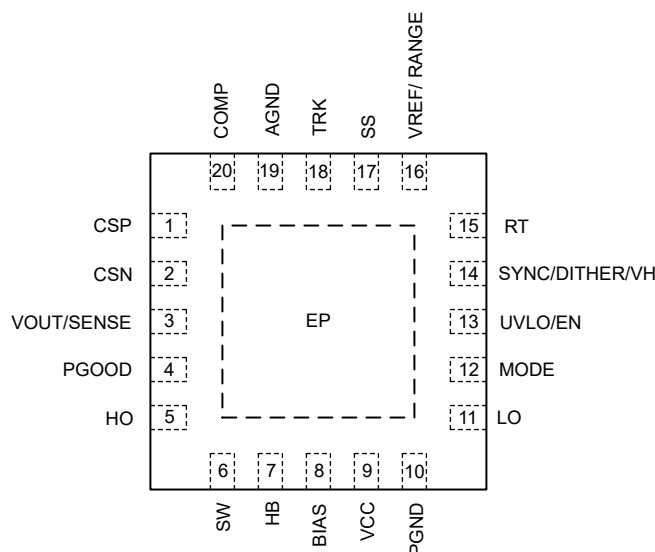 COMP
AGND
TRK
SS
VREF/ RANGE
20
19
18
17
16
CSP
1
CSN
2
VOUT/SENSE
3
PGOOD
4
HO
5
EP
15
RT
14
SYNC/DITHER/VH
13
UVLO/EN
12
MODE
11
LO
6
7
8
9
10
SW
HB
BIAS
VCC
PGND